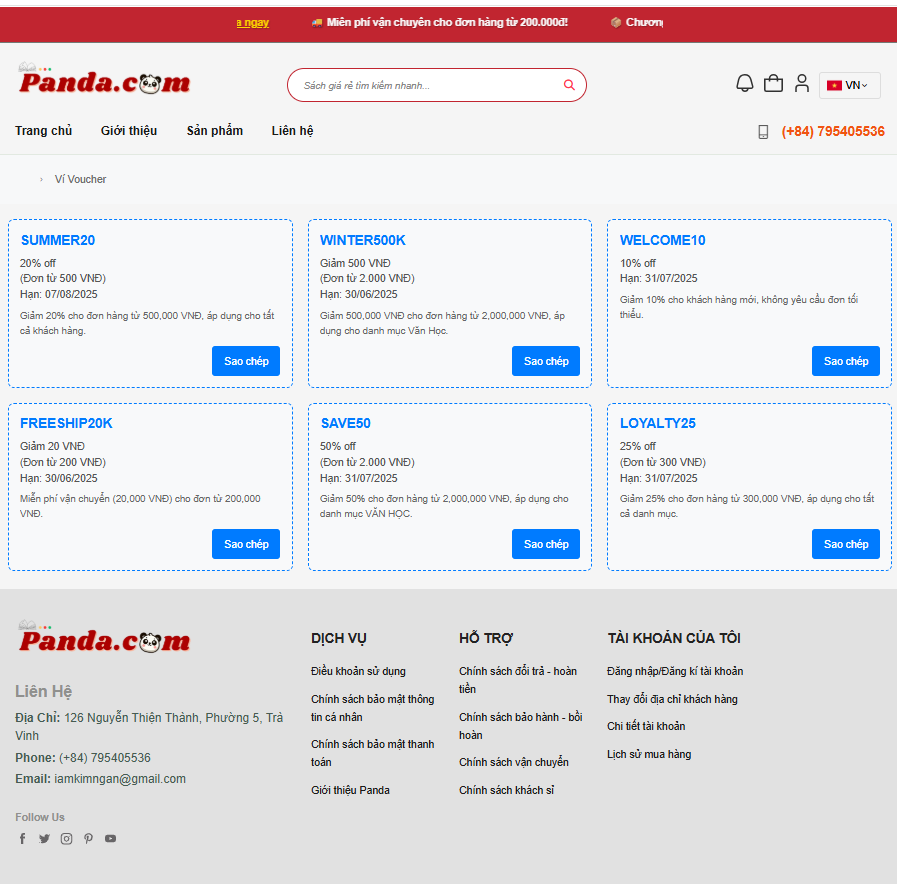 a ngay 🚚 Miễn phí vận chuyển cho đơn hàng từ 200.000đ! 📦 Chương
Panda.com
Sách giá rẻ tìm kiếm nhanh...
VN
Trang chủ Giới thiệu Sản phẩm Liên hệ
(+84) 795405536
› Ví Voucher
SUMMER20
20% off
(Đơn từ 500 VNĐ)
Hạn: 07/08/2025
Giảm 20% cho đơn hàng từ 500,000 VNĐ, áp dụng cho tất
cả khách hàng.
Sao chép
WINTER500K
Giảm 500 VNĐ
(Đơn từ 2.000 VNĐ)
Hạn: 30/06/2025
Giảm 500,000 VNĐ cho đơn hàng từ 2,000,000 VNĐ, áp
dụng cho danh mục Văn Học.
Sao chép
WELCOME10
10% off
Hạn: 31/07/2025
Giảm 10% cho khách hàng mới, không yêu cầu đơn tối
thiểu.
Sao chép
FREESHIP20K
Giảm 20 VNĐ
(Đơn từ 200 VNĐ)
Hạn: 30/06/2025
Miễn phí vận chuyển (20,000 VNĐ) cho đơn từ 200,000
VNĐ.
Sao chép
SAVE50
50% off
(Đơn từ 2.000 VNĐ)
Hạn: 31/07/2025
Giảm 50% cho đơn hàng từ 2,000,000 VNĐ, áp dụng cho
danh mục VĂN HỌC.
Sao chép
LOYALTY25
25% off
(Đơn từ 300 VNĐ)
Hạn: 31/07/2025
Giảm 25% cho đơn hàng từ 300,000 VNĐ, áp dụng cho tất
cả danh mục.
Sao chép
Panda.com
Liên Hệ
Địa Chỉ: 126 Nguyễn Thiện Thành, Phường 5, Trà
Vinh
Phone: (+84) 795405536
Email: iamkimngan@gmail.com
Follow Us
DỊCH VỤ
Điều khoản sử dụng
Chính sách bảo mật thông
tin cá nhân
Chính sách bảo mật thanh
toán
Giới thiệu Panda
HỖ TRỢ
Chính sách đổi trả - hoàn
tiền
Chính sách bảo hành - bồi
hoàn
Chính sách vận chuyển
Chính sách khách sỉ
TÀI KHOẢN CỦA TÔI
Đăng nhập/Đăng kí tài khoản
Thay đổi địa chỉ khách hàng
Chi tiết tài khoản
Lịch sử mua hàng